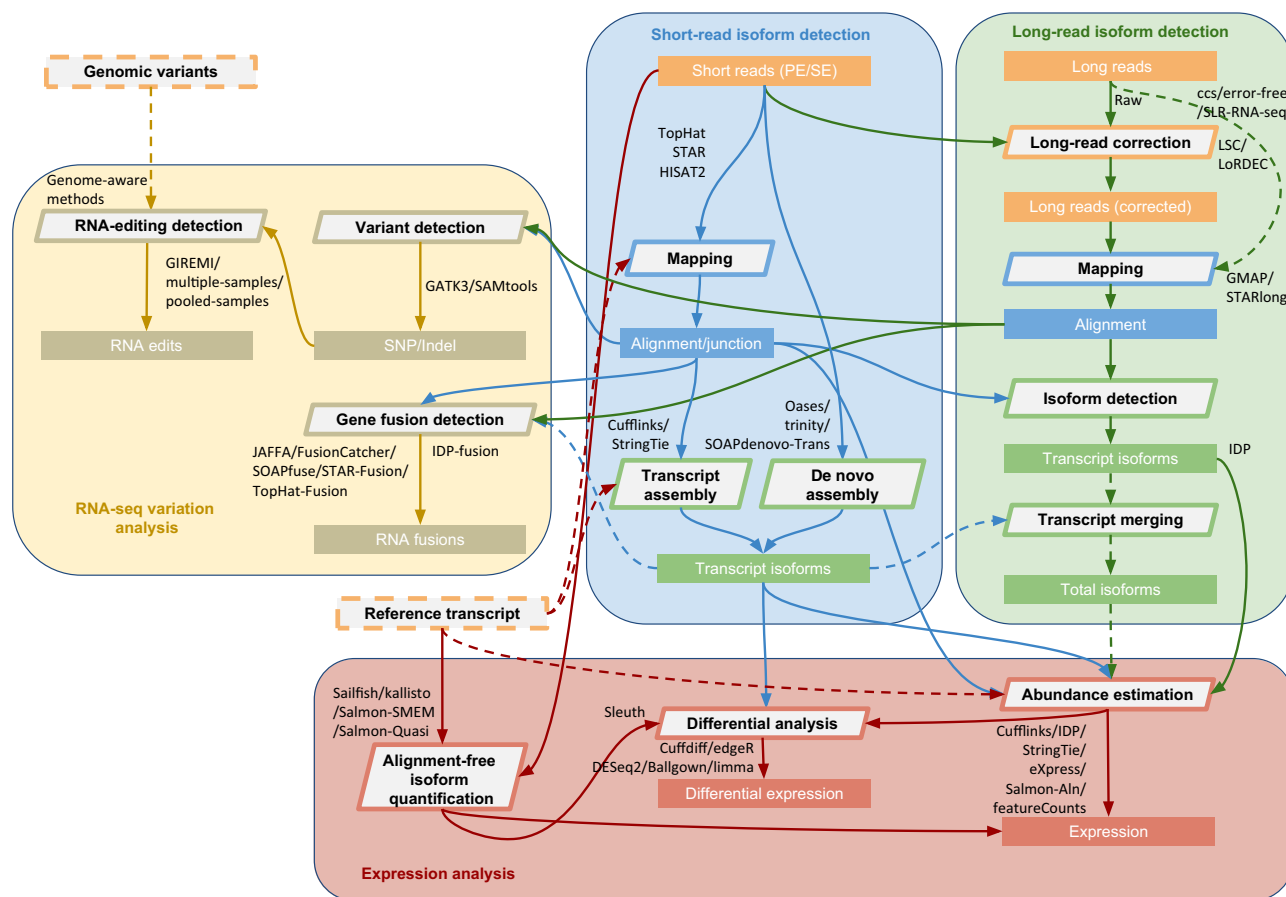 Short-read isoform detection
Long-read isoform detection
Genomic variants
Short reads (PE/SE)
Long reads
Raw
ccs/error-free
/SLR-RNA-seq
TopHat
STAR
HISAT2
Long-read correction
LSC/
LoRDEC
Genome-aware
methods
Long reads (corrected)
RNA-editing detection
Variant detection
Mapping
Mapping
GIREMI/
multiple-samples/
pooled-samples
GATK3/SAMtools
GMAP/
STARlong
RNA edits
SNP/Indel
Alignment/junction
Alignment
Gene fusion detection
Isoform detection
Cufflinks/
StringTie
Oases/
trinity/
SOAPdenovo-Trans
JAFFA/FusionCatcher/
SOAPfuse/STAR-Fusion/
TopHat-Fusion
IDP-fusion
Transcript isoforms
IDP
Transcript
assembly
De novo
assembly
RNA-seq variation
analysis
Transcript merging
RNA fusions
Transcript isoforms
Total isoforms
Reference transcript
Sailfish/kallisto
/Salmon-SMEM
/Salmon-Quasi
Sleuth
Differential analysis
Abundance estimation
Cuffdiff/edgeR
DESeq2/Ballgown/limma
Cufflinks/IDP/
StringTie/
eXpress/
Salmon-Aln/
featureCounts
Alignment-free
isoform
quantification
Differential expression
Expression
Expression analysis